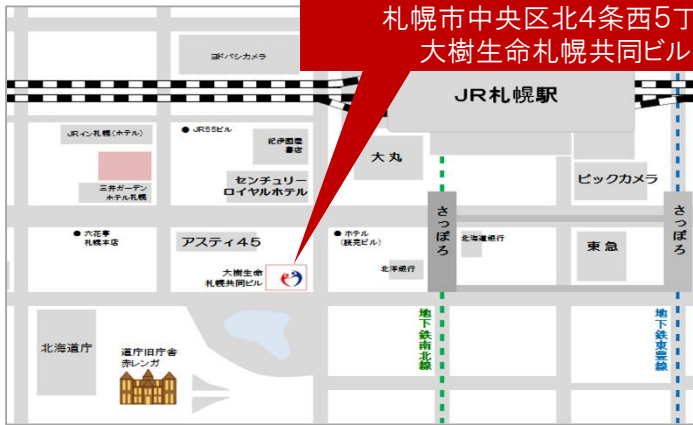 札幌市中央区北4条西5丁
大樹生命札幌共同ビル
ヨドバシカメラ
JR札幌駅
JRイン札幌(ホテル)
● JR55ビル
紀伊國屋
書店
大丸
三井ガーデン
ホテル札幌
センチュリー
ロイヤルホテル
ビックカメラ
さっぽろ
さっぽろ
● 六花亭
札幌本店
アスティ45
● ホテル
(読売ビル)
北海道銀行
東急
大樹生命
札幌共同ビル
北洋銀行
北海道庁
道庁旧庁舎
赤レンガ
地下鉄南北線
地下鉄東豊線